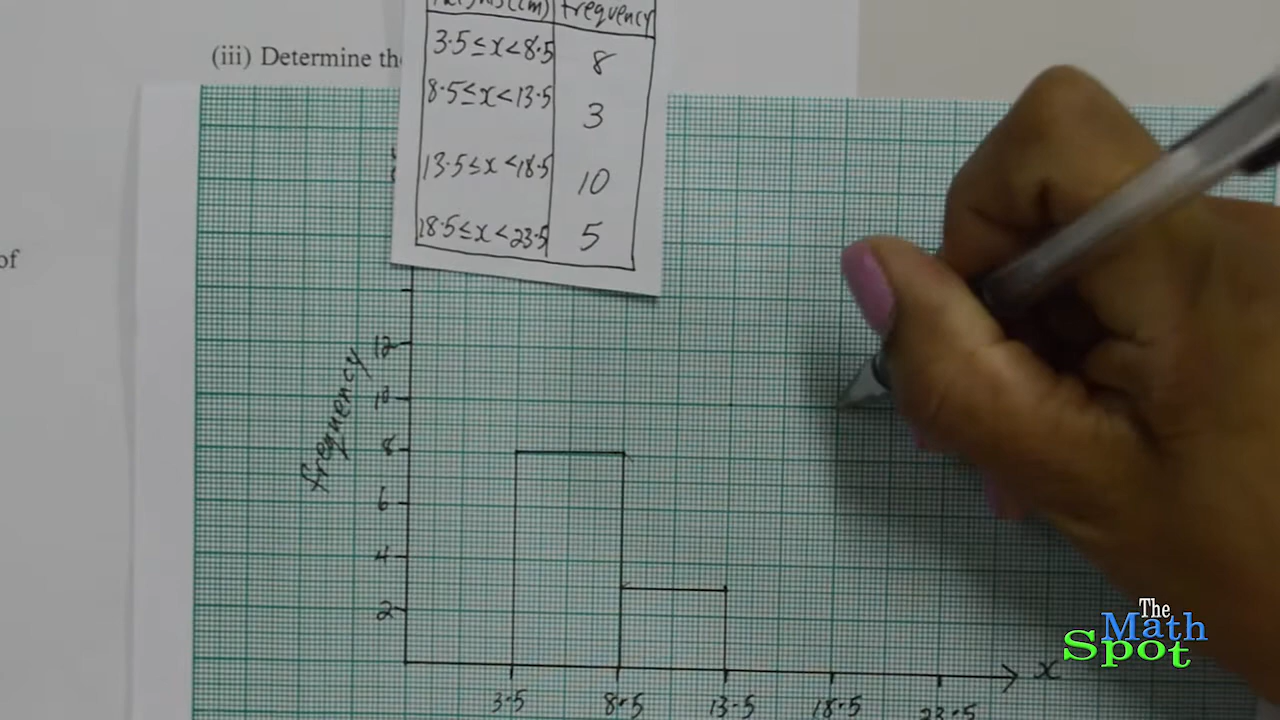 frequency
(iii) Determine
3.5≤x<8.5 8
8.5≤x<13.5 3
13.5≤x<18.5 10
18.5≤x<23.5 5
of
12
10
frequency
8
6
4
2
x
3.5 8.5 13.5 18.5 23.5
The
Math
Spot